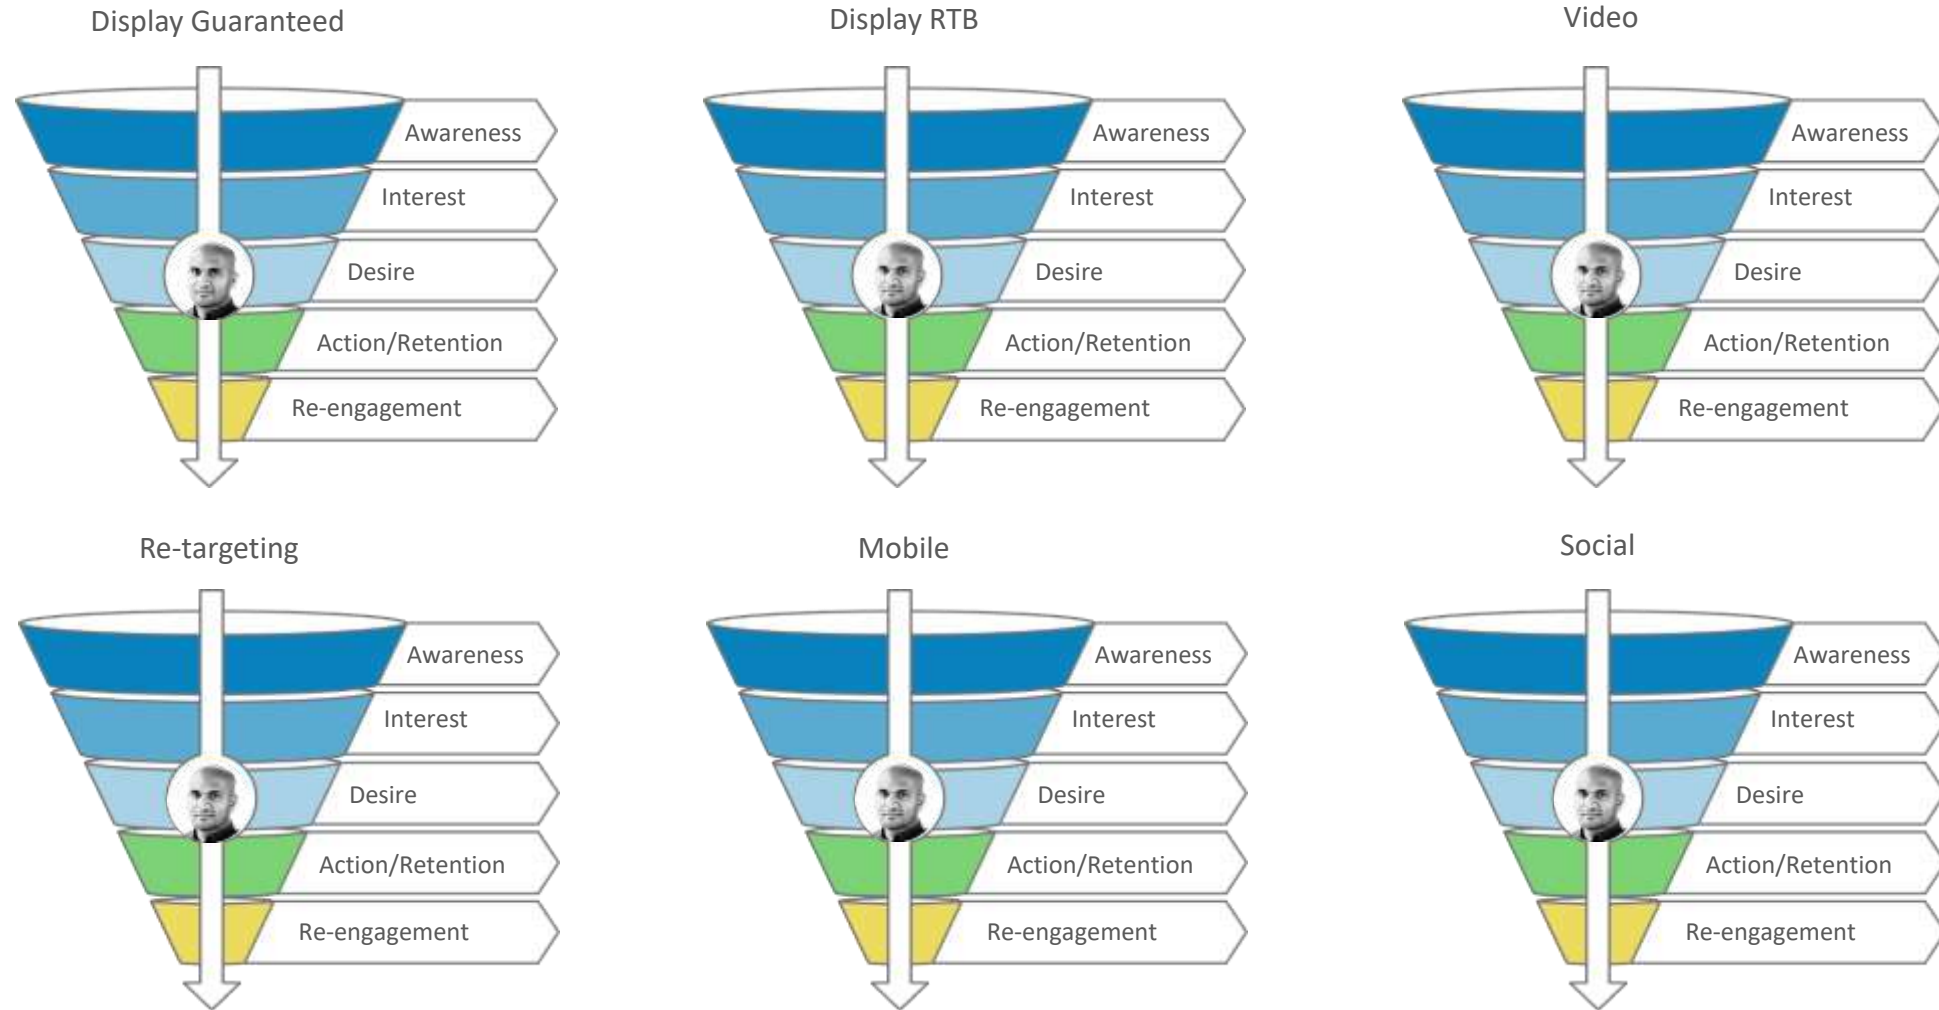 Display Guaranteed
Awareness
Interest
Desire
Action/Retention
Re-engagement
Display RTB
Awareness
Interest
Desire
Action/Retention
Re-engagement
Video
Awareness
Interest
Desire
Action/Retention
Re-engagement
Re-targeting
Awareness
Interest
Desire
Action/Retention
Re-engagement
Mobile
Awareness
Interest
Desire
Action/Retention
Re-engagement
Social
Awareness
Interest
Desire
Action/Retention
Re-engagement